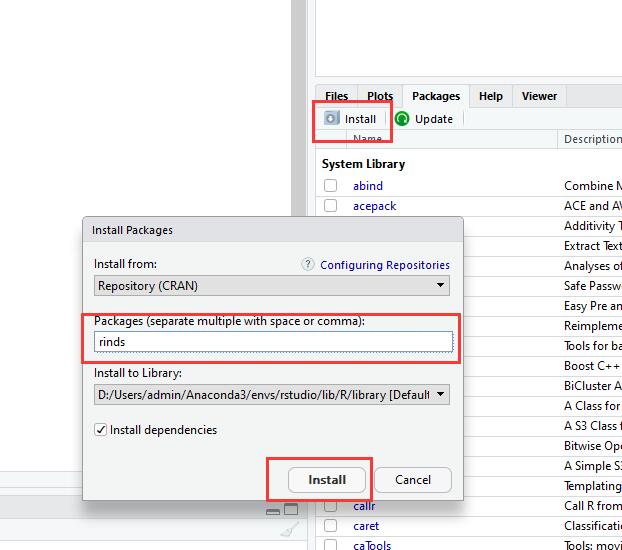 Files Plots Packages Help Viewer
Install Update
Name Description
System Library
abind Combine M
acepack ACE and AV
Additivity T
Extract Text
Analyses of
Safe Passwo
Easy Pre an
Reimpleme
Tools for ba
Boost C++
BiCluster A
A Class for
A S3 Class f
Bitwise Ope
A Simple S3
Templating
callr Call R from
caret Classificati
caTools Tools: movi
Install Packages
Install from: ? Configuring Repositories
Repository (CRAN)
Packages (separate multiple with space or comma):
rinds
Install to Library:
D:/Users/admin/Anaconda3/envs/rstudio/lib/R/library [Default
Install dependencies
Install Cancel